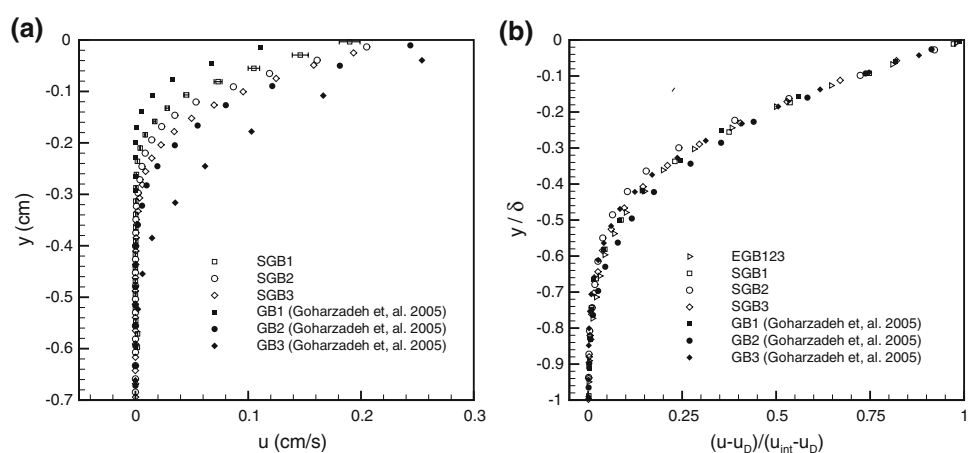 (a)
0
-0.1
-0.2
-0.3
-0.4
-0.5
-0.6
-0.7
y (cm)
SGB1
SGB2
SGB3
GB1 (Goharzadeh et, al. 2005)
GB2 (Goharzadeh et, al. 2005)
GB3 (Goharzadeh et, al. 2005)
0
0.1
0.2
0.3
u (cm/s)
(b)
0
-0.1
-0.2
-0.3
-0.4
-0.5
-0.6
-0.7
-0.8
-0.9
-1
y / δ
EGB123
SGB1
SGB2
SGB3
GB1 (Goharzadeh et, al. 2005)
GB2 (Goharzadeh et, al. 2005)
GB3 (Goharzadeh et, al. 2005)
0
0.25
0.5
0.75
1
(u-uD)/(uint-uD)